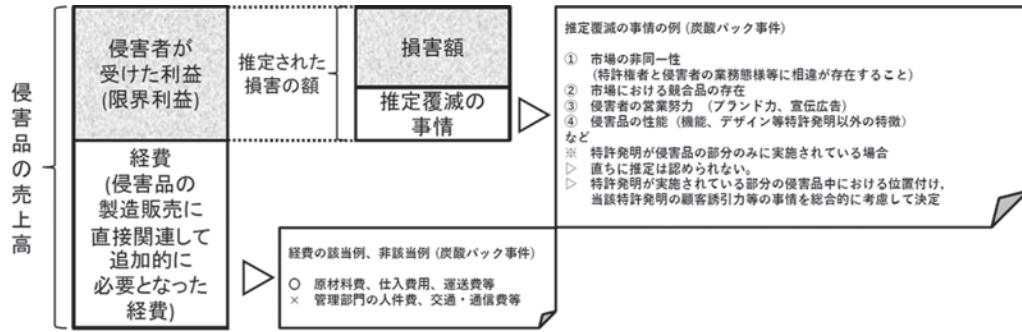 侵害品の売上高
侵害者が
受けた利益
(限界利益)
推定された
損害の額
損害額
推定覆滅の
事情
経費
(侵害品の
製造販売に
直接関連して
追加的に
必要となった
経費)
推定覆滅の事情の例 (炭酸パック事件)
① 市場の非同一性
(特許権者と侵害者の業務態様等に相違が存在すること)
② 市場における競合品の存在
③ 侵害者の営業努力 (ブランド力、宣伝広告)
④ 侵害品の性能 (機能、デザイン等特許発明以外の特徴)
など
※ 特許発明が侵害品の部分のみに実施されている場合
▷ 直ちに推定は認められない。
▷ 特許発明が実施されている部分の侵害品中における位置付け,
当該特許発明の顧客誘引力等の事情を総合的に考慮して決定
経費の該当例、非該当例 (炭酸パック事件)
○ 原材料費、仕入費用、運送費等
× 管理部門の人件費、交通・通信費等